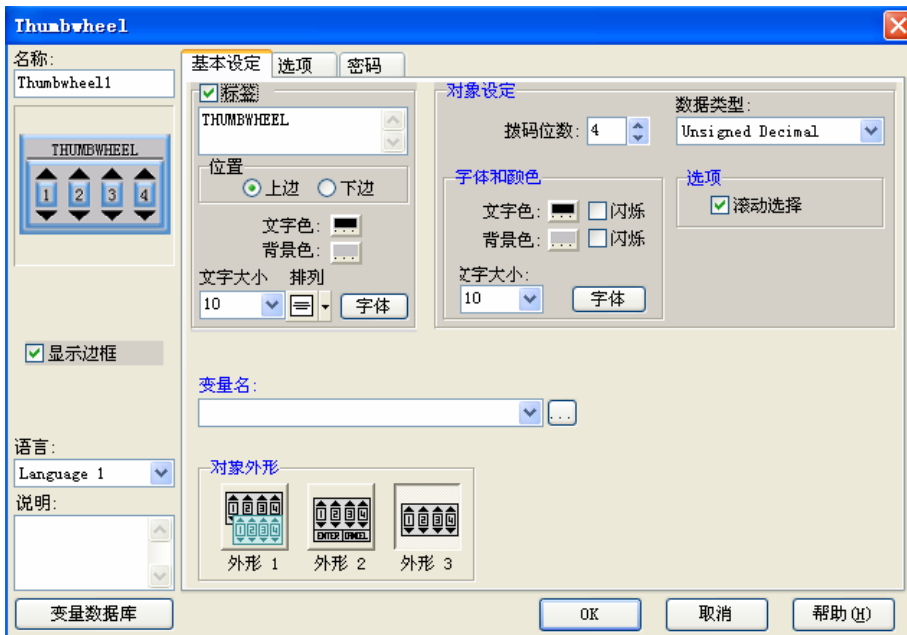 Thumbwheel
名称:
Thumbwheel1
THUMBWHEEL
1 2 3 4
显示边框
语言:
Language 1
说明:
变量数据库
基本设定 选项 密码
标签
THUMBWHEEL
位置
上边 下边
文字色: ...
背景色: ...
文字大小 排列
10 字体
对象设定
拨码位数: 4
数据类型:
Unsigned Decimal
字体和颜色
文字色: ... 闪烁
背景色: ... 闪烁
文字大小:
10 字体
选项
滚动选择
变量名:
...
对象外形
1234
1234
1234
ENTER CANCEL
1234
外形 1 外形 2 外形 3
OK 取消 帮助(H)